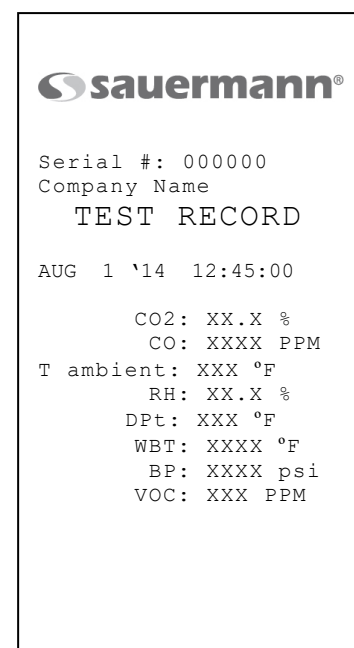 sauermann®
Serial #: 000000
Company Name
TEST RECORD
AUG 1 ‛14 12:45:00
CO2: XX.X %
CO: XXXX PPM
T ambient: XXX ºF
RH: XX.X %
DPt: XXX ºF
WBT: XXXX ºF
BP: XXXX psi
VOC: XXX PPM